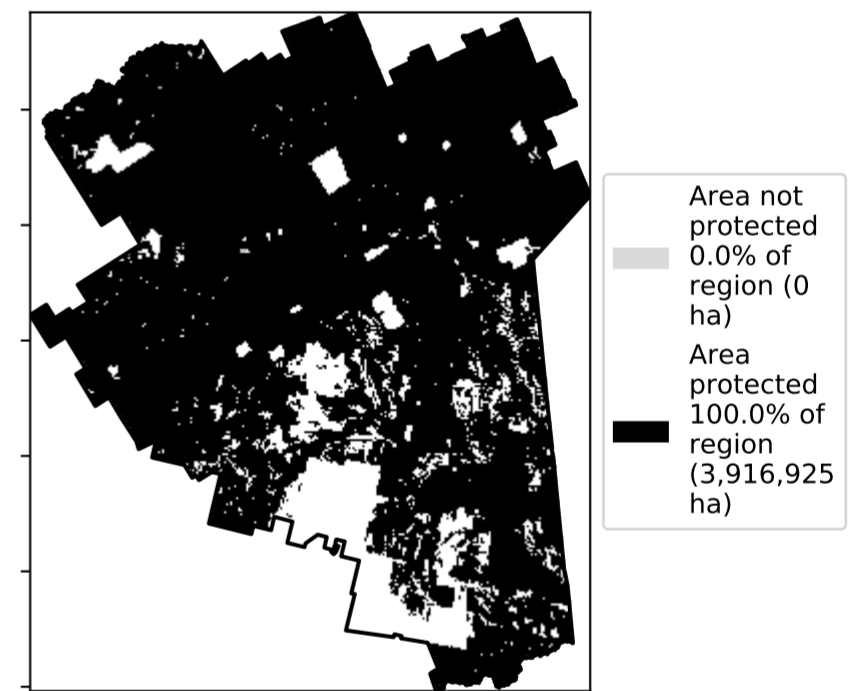 Area not
protected
0.0% of
region (0
ha)
Area
protected
100.0% of
region
(3,916,925
ha)